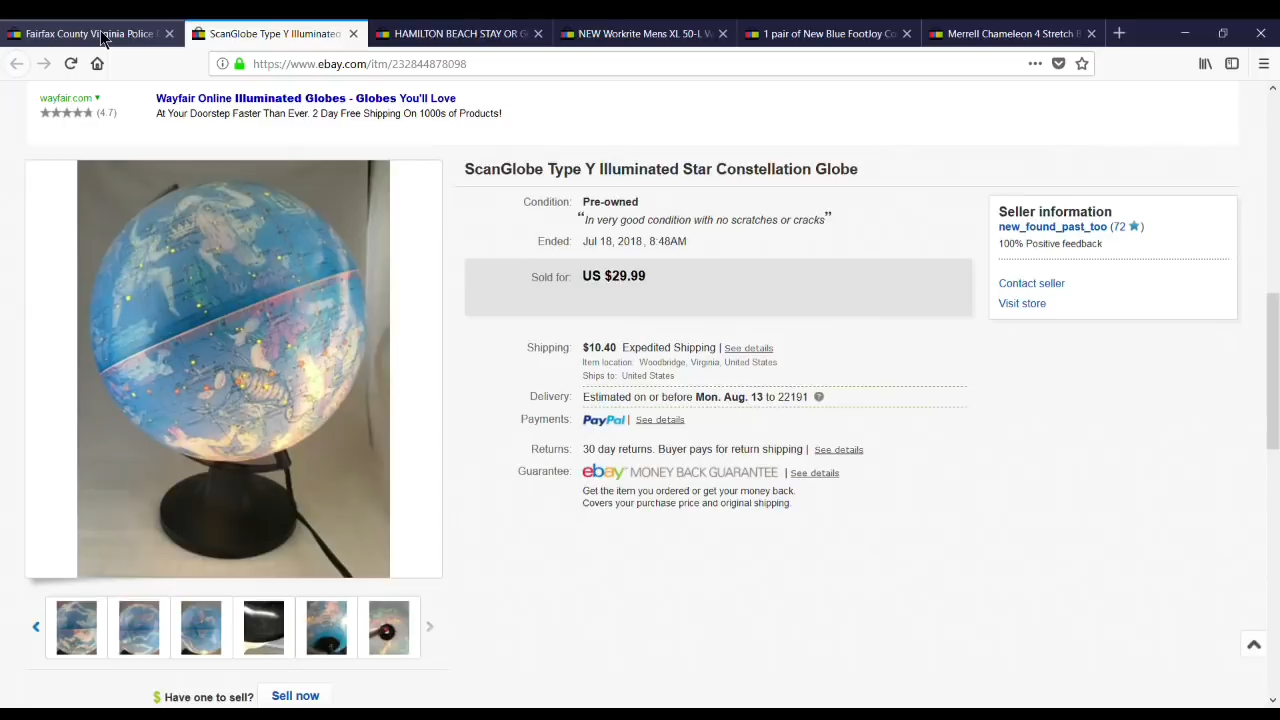 Fairfax County Virginia Police
ScanGlobe Type Y Illuminated
HAMILTON BEACH STAY OR G
NEW Workrite Mens XL 50-L W
1 pair of New Blue FootJoy Co
Merrell Chameleon 4 Stretch B
https://www.ebay.com/itm/232844878098
wayfair.com
(4.7)
Wayfair Online Illuminated Globes - Globes You'll Love
At Your Doorstep Faster Than Ever. 2 Day Free Shipping On 1000s of Products!
ScanGlobe Type Y Illuminated Star Constellation Globe
Condition: Pre-owned
“In very good condition with no scratches or cracks”
Ended: Jul 18, 2018 , 8:48AM
Sold for: US $29.99
Shipping: $10.40 Expedited Shipping | See details
Item location: Woodbridge, Virginia, United States
Ships to: United States
Delivery: Estimated on or before Mon. Aug. 13 to 22191
Payments: PayPal | See details
Returns: 30 day returns. Buyer pays for return shipping | See details
Guarantee: ebay MONEY BACK GUARANTEE | See details
Get the item you ordered or get your money back.
Covers your purchase price and original shipping.
Seller information
new_found_past_too (72 )
100% Positive feedback
Contact seller
Visit store
Have one to sell? Sell now